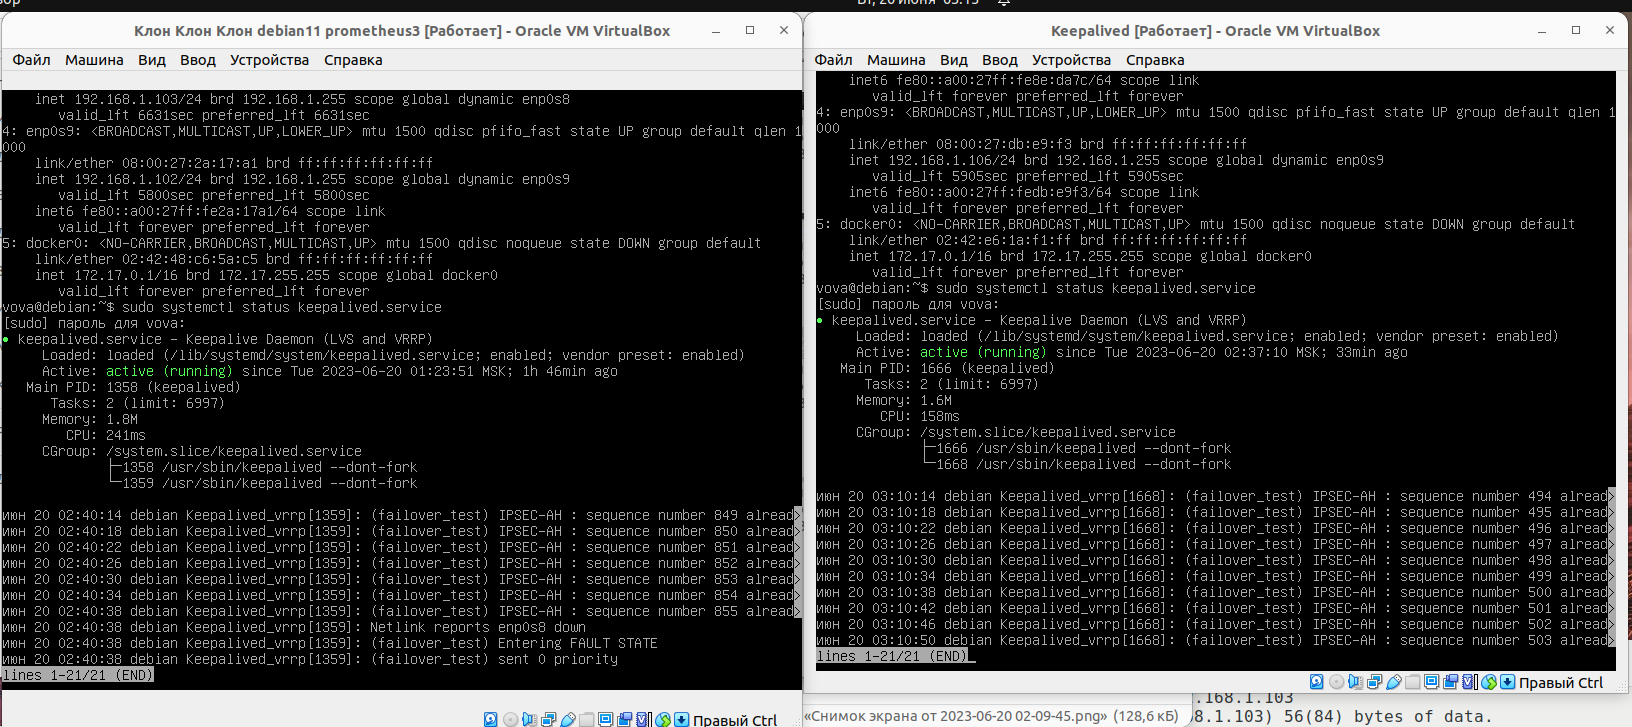 Вт, 20 июня 03:15
Клон Клон Клон debian11 prometheus3 [Работает] - Oracle VM VirtualBox
Файл Машина Вид Ввод Устройства Справка
inet 192.168.1.103/24 brd 192.168.1.255 scope global dynamic enp0s8
valid_lft 6631sec preferred_lft 6631sec
4: enp0s9: <BROADCAST,MULTICAST,UP,LOWER_UP> mtu 1500 qdisc pfifo_fast state UP group default qlen 1
000
link/ether 08:00:27:2a:17:a1 brd ff:ff:ff:ff:ff:ff
inet 192.168.1.102/24 brd 192.168.1.255 scope global dynamic enp0s9
valid_lft 5800sec preferred_lft 5800sec
inet6 fe80::a00:27ff:fe2a:17a1/64 scope link
valid_lft forever preferred_lft forever
5: docker0: <NO-CARRIER,BROADCAST,MULTICAST,UP> mtu 1500 qdisc noqueue state DOWN group default
link/ether 02:42:48:c6:5a:c5 brd ff:ff:ff:ff:ff:ff
inet 172.17.0.1/16 brd 172.17.255.255 scope global docker0
valid_lft forever preferred_lft forever
vova@debian:~$ sudo systemctl status keepalived.service
[sudo] пароль для vova:
● keepalived.service - Keepalive Daemon (LVS and VRRP)
Loaded: loaded (/lib/systemd/system/keepalived.service; enabled; vendor preset: enabled)
Active: active (running) since Tue 2023-06-20 01:23:51 MSK; 1h 46min ago
Main PID: 1358 (keepalived)
Tasks: 2 (limit: 6997)
Memory: 1.8M
CPU: 241ms
CGroup: /system.slice/keepalived.service
├─1358 /usr/sbin/keepalived --dont-fork
└─1359 /usr/sbin/keepalived --dont-fork
июн 20 02:40:14 debian Keepalived_vrrp[1359]: (failover_test) IPSEC-AH : sequence number 849 alread>
июн 20 02:40:18 debian Keepalived_vrrp[1359]: (failover_test) IPSEC-AH : sequence number 850 alread>
июн 20 02:40:22 debian Keepalived_vrrp[1359]: (failover_test) IPSEC-AH : sequence number 851 alread>
июн 20 02:40:26 debian Keepalived_vrrp[1359]: (failover_test) IPSEC-AH : sequence number 852 alread>
июн 20 02:40:30 debian Keepalived_vrrp[1359]: (failover_test) IPSEC-AH : sequence number 853 alread>
июн 20 02:40:34 debian Keepalived_vrrp[1359]: (failover_test) IPSEC-AH : sequence number 854 alread>
июн 20 02:40:38 debian Keepalived_vrrp[1359]: (failover_test) IPSEC-AH : sequence number 855 alread>
июн 20 02:40:38 debian Keepalived_vrrp[1359]: Netlink reports enp0s8 down
июн 20 02:40:38 debian Keepalived_vrrp[1359]: (failover_test) Entering FAULT STATE
июн 20 02:40:38 debian Keepalived_vrrp[1359]: (failover_test) sent 0 priority
lines 1-21/21 (END)
Правый Ctrl
Keepalived [Работает] - Oracle VM VirtualBox
Файл Машина Вид Ввод Устройства Справка
inet6 fe80::a00:27ff:fe8e:da7c/64 scope link
valid_lft forever preferred_lft forever
4: enp0s9: <BROADCAST,MULTICAST,UP,LOWER_UP> mtu 1500 qdisc pfifo_fast state UP group default qlen 1
000
link/ether 08:00:27:db:e9:f3 brd ff:ff:ff:ff:ff:ff
inet 192.168.1.106/24 brd 192.168.1.255 scope global dynamic enp0s9
valid_lft 5905sec preferred_lft 5905sec
inet6 fe80::a00:27ff:fedb:e9f3/64 scope link
valid_lft forever preferred_lft forever
5: docker0: <NO-CARRIER,BROADCAST,MULTICAST,UP> mtu 1500 qdisc noqueue state DOWN group default
link/ether 02:42:e6:1a:f1:ff brd ff:ff:ff:ff:ff:ff
inet 172.17.0.1/16 brd 172.17.255.255 scope global docker0
valid_lft forever preferred_lft forever
vova@debian:~$ sudo systemctl status keepalived.service
[sudo] пароль для vova:
● keepalived.service - Keepalive Daemon (LVS and VRRP)
Loaded: loaded (/lib/systemd/system/keepalived.service; enabled; vendor preset: enabled)
Active: active (running) since Tue 2023-06-20 02:37:10 MSK; 33min ago
Main PID: 1666 (keepalived)
Tasks: 2 (limit: 6997)
Memory: 1.6M
CPU: 158ms
CGroup: /system.slice/keepalived.service
├─1666 /usr/sbin/keepalived --dont-fork
└─1668 /usr/sbin/keepalived --dont-fork
июн 20 03:10:14 debian Keepalived_vrrp[1668]: (failover_test) IPSEC-AH : sequence number 494 alread>
июн 20 03:10:18 debian Keepalived_vrrp[1668]: (failover_test) IPSEC-AH : sequence number 495 alread>
июн 20 03:10:22 debian Keepalived_vrrp[1668]: (failover_test) IPSEC-AH : sequence number 496 alread>
июн 20 03:10:26 debian Keepalived_vrrp[1668]: (failover_test) IPSEC-AH : sequence number 497 alread>
июн 20 03:10:30 debian Keepalived_vrrp[1668]: (failover_test) IPSEC-AH : sequence number 498 alread>
июн 20 03:10:34 debian Keepalived_vrrp[1668]: (failover_test) IPSEC-AH : sequence number 499 alread>
июн 20 03:10:38 debian Keepalived_vrrp[1668]: (failover_test) IPSEC-AH : sequence number 500 alread>
июн 20 03:10:42 debian Keepalived_vrrp[1668]: (failover_test) IPSEC-AH : sequence number 501 alread>
июн 20 03:10:46 debian Keepalived_vrrp[1668]: (failover_test) IPSEC-AH : sequence number 502 alread>
июн 20 03:10:50 debian Keepalived_vrrp[1668]: (failover_test) IPSEC-AH : sequence number 503 alread>
lines 1-21/21 (END)
Правый Ctrl
.168.1.103
«Снимок экрана от 2023-06-20 02-09-45.png» (128,6 кБ)
8.1.103) 56(84) bytes of data.